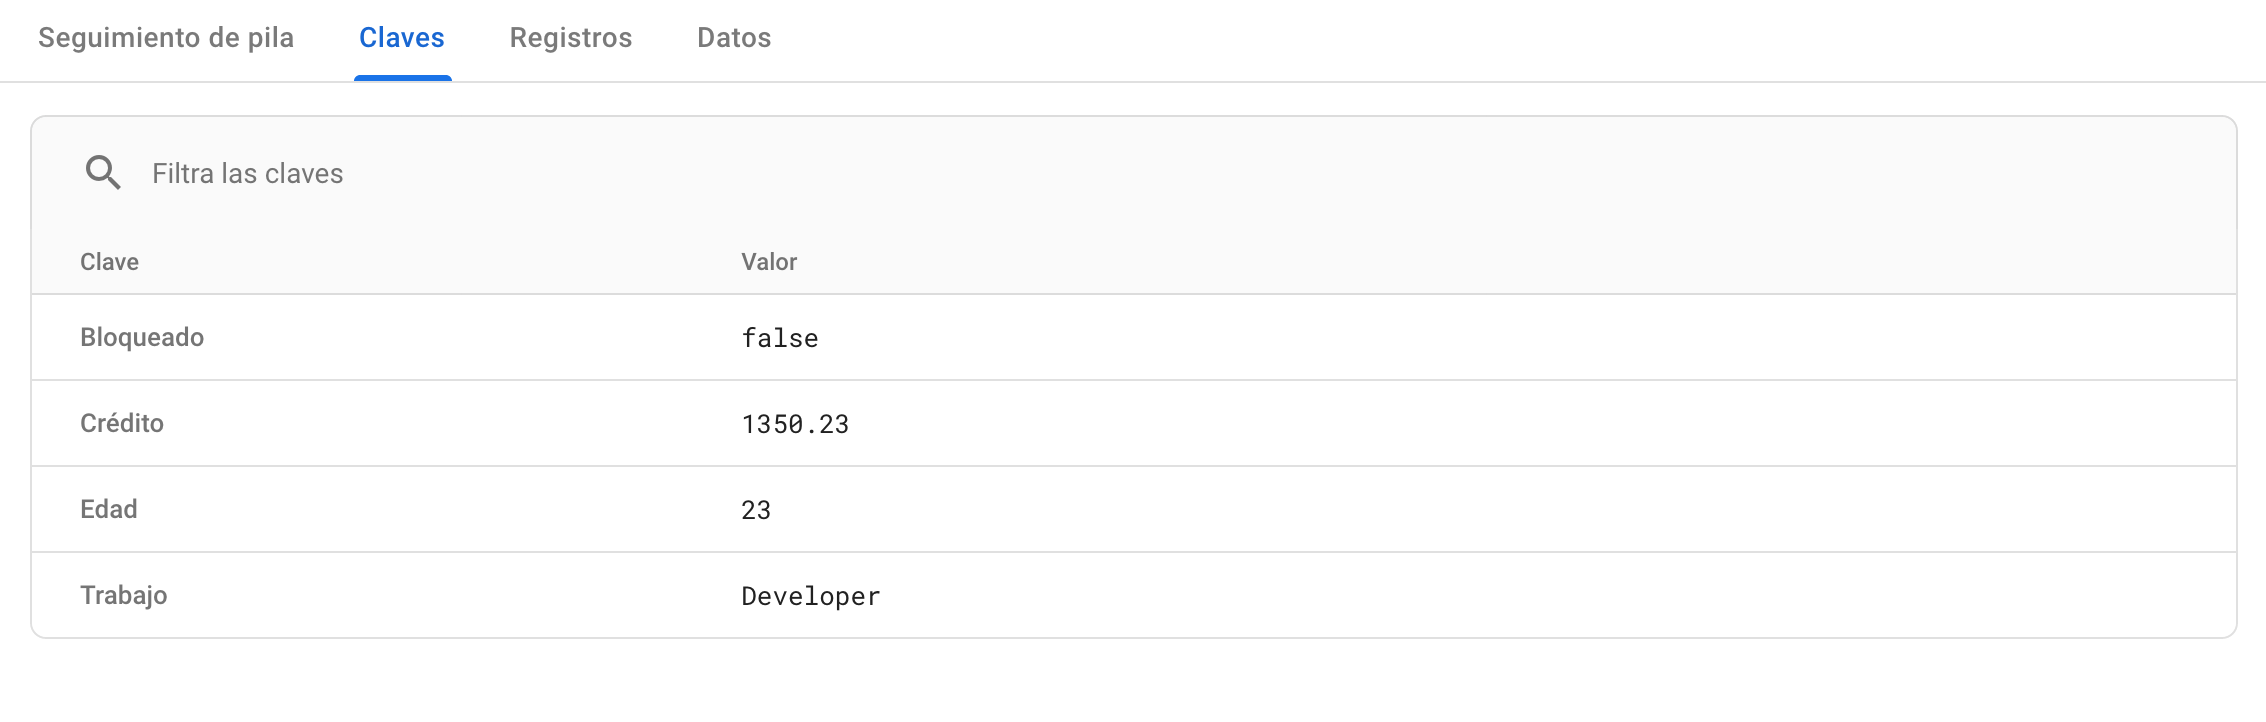 Seguimiento de pila Claves Registros Datos
Filtra las claves
Clave Valor
Bloqueado false
Crédito 1350.23
Edad 23
Trabajo Developer